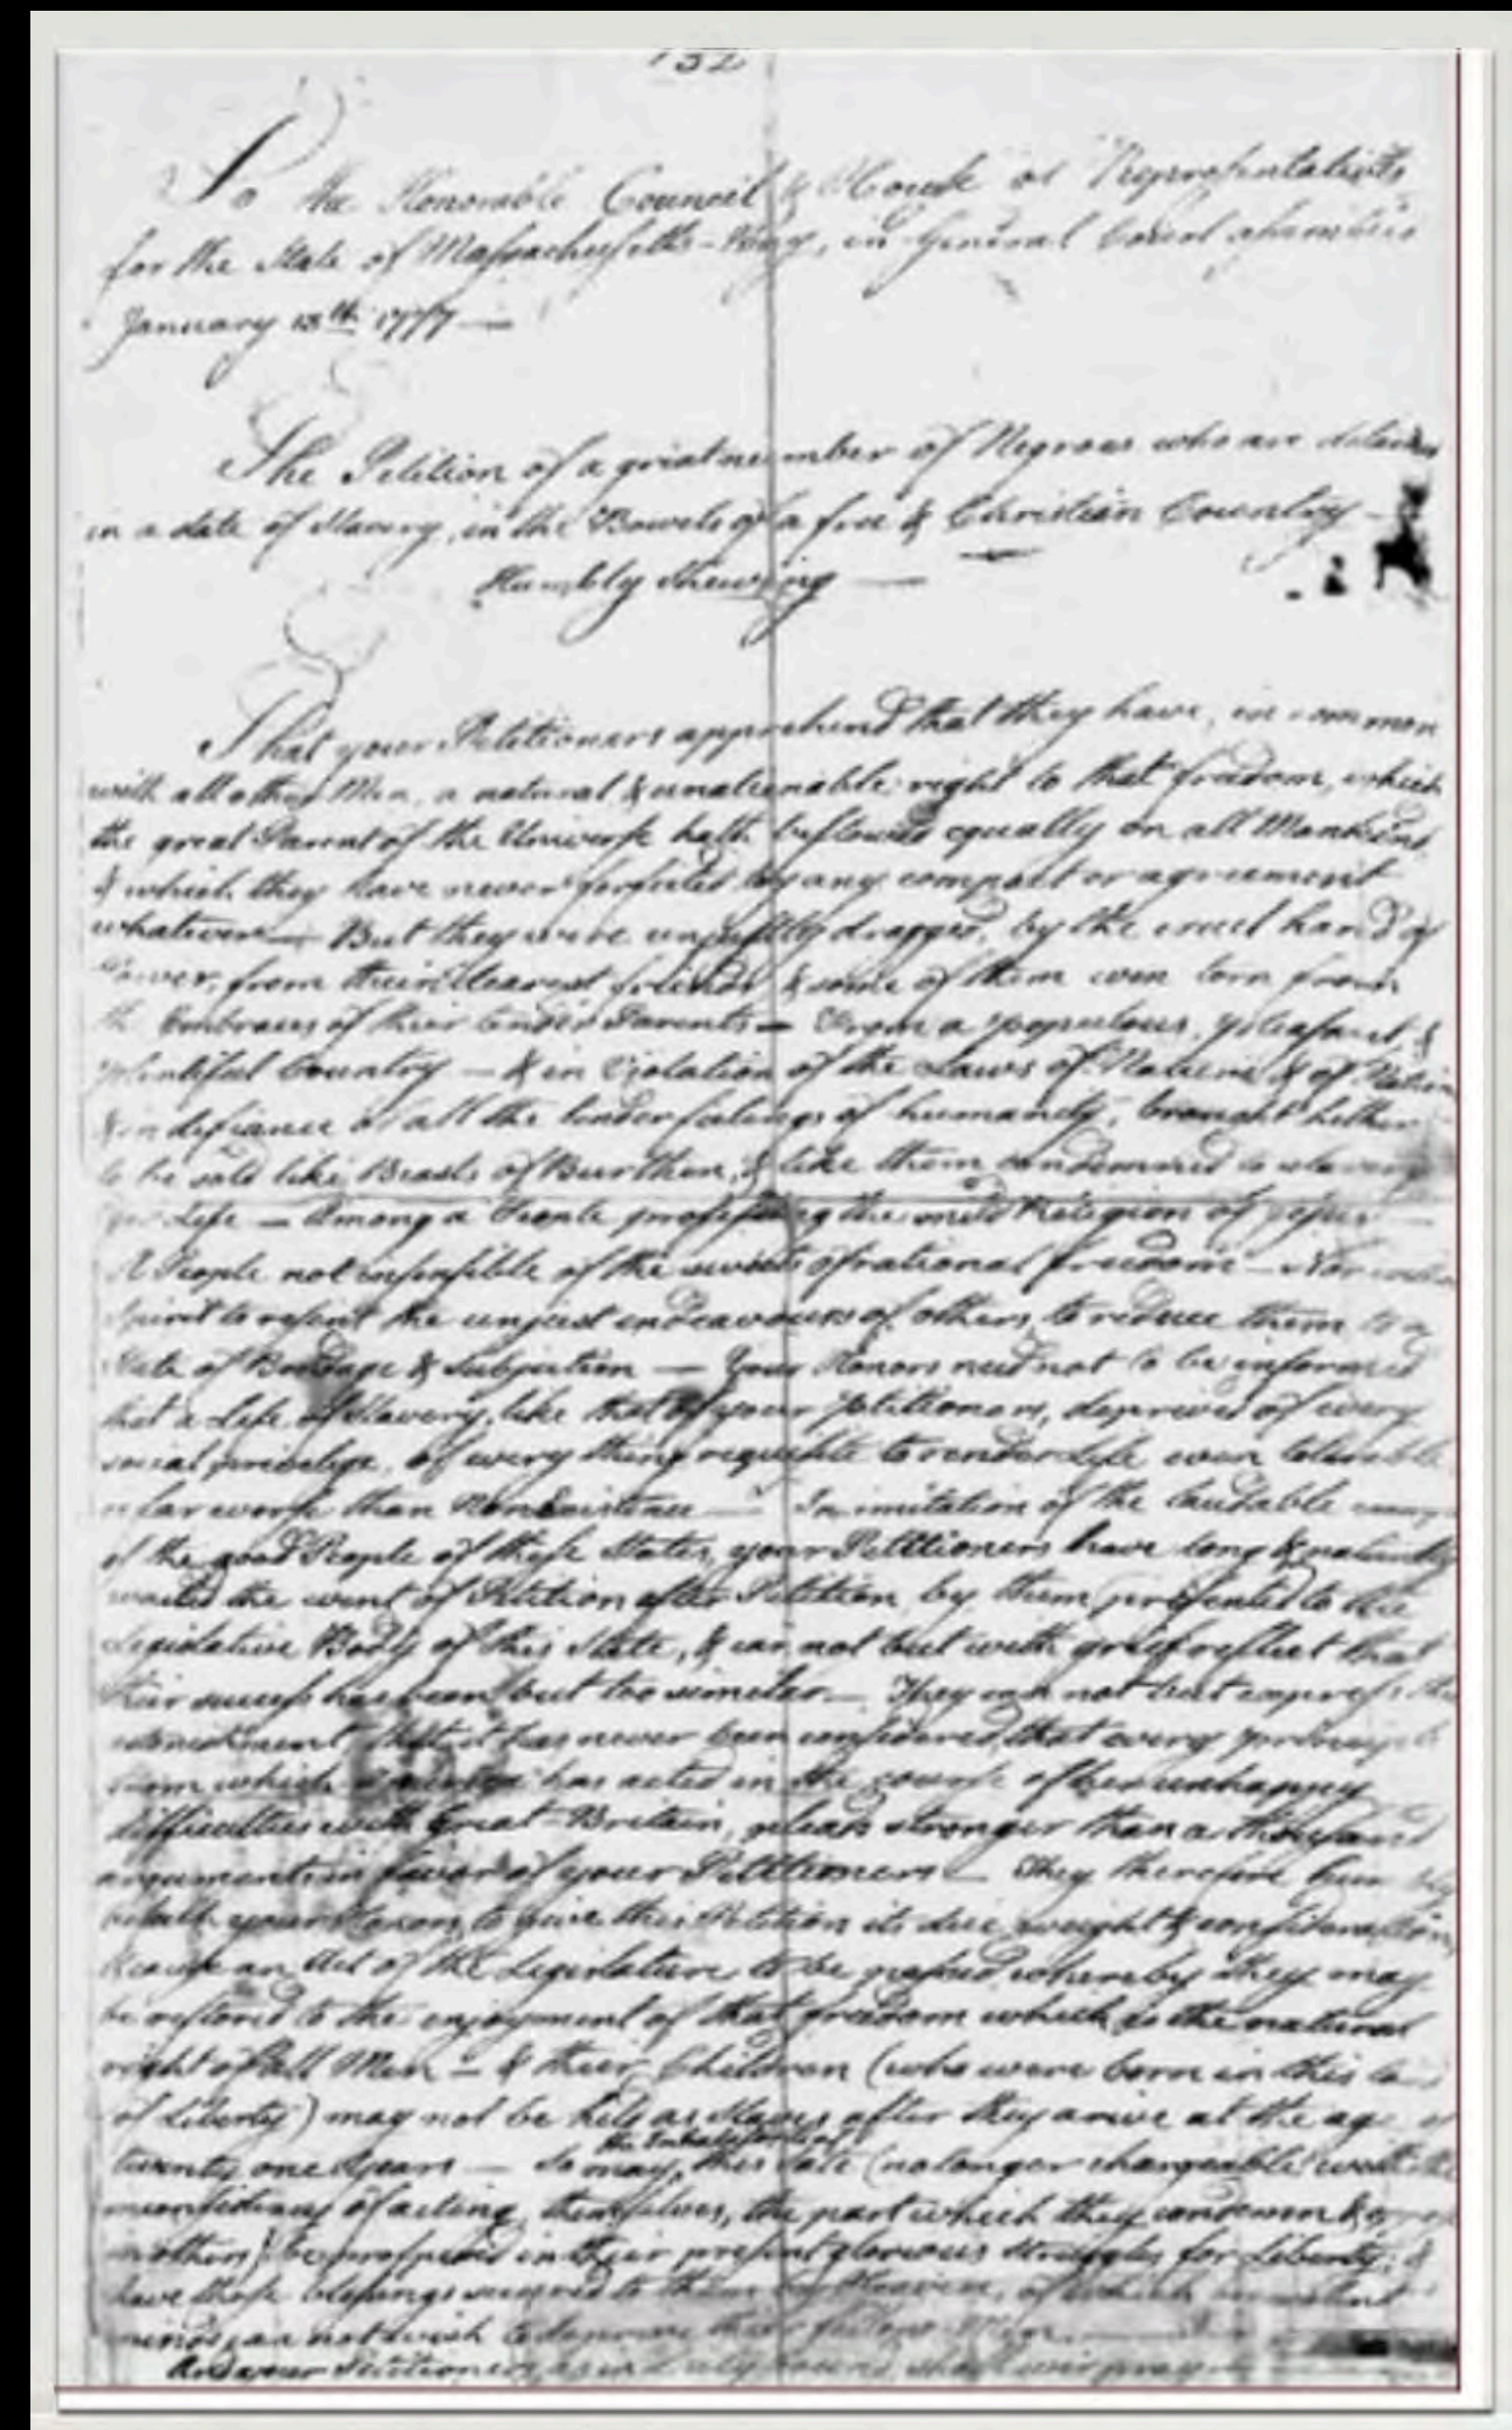 132
To the Honorable Council & House of Representatives
for the State of Massachusetts-Bay, in General Court assembled
January 13th 1777 —
The Petition of a great number of Negroes who are detained
in a state of Slavery, in the Bowels of a free & Christian Country —
Humbly Shewing —
That your Petitioners apprehend that they have, in common
with all other Men, a natural & unalienable right to that freedom, which
the great Parent of the Universe hath bestowed equally on all Mankind
& which they have never forfeited by any compact or agreement
whatever — But they were unjustly dragged, by the cruel hand of
Power, from their dearest friends & some of them even torn from
the Embraces of their tender Parents — From a populous, pleasant, &
plentiful Country — & in Violation of the Laws of Nature & of Nation
& in defiance of all the tender feelings of humanity, brought hither
to be sold like Beasts of Burthen, & like them condemned to slavery
for Life — Among a People professing the mild Religion of Jesus —
A People not insensible of the sweets of rational freedom — Nor without
spirit to resent the unjust endeavours of others to reduce them to a
State of Bondage & Subjection — Your Honors need not to be informed
that a Life of Slavery, like that of your petitioners, deprived of every
social privilege, of every thing requisite to render Life even tolerable
is far worse than Non-Existence — In imitation of the laudable
of the good People of these States, your Petitioners have long & patiently
waited the event of Petition after Petition by them presented to the
Legislative Body of this State, & can not but with grief reflect that
their success has been but too similar — They can not but express
astonishment, that it has never been considered, that every principle
from which America has acted in the course of her unhappy
difficulties with Great-Britain, pleads stronger than a thousand
arguments in favor of your Petitioners — They therefore humbly
beseech your Honors, to give this Petition its due weight & consideration,
& cause an Act of the Legislature to be passed, whereby they may
be restored to the enjoyment of that freedom which is the natural
right of all Men — & their Children (who were born in this land
of Liberty) may not be held as Slaves after they arive at the age of
the Inhabitants of
twenty one Years — So may this State (no longer chargeable with the
inconsistency of acting, themselves, the part which they condemn & oppose
in others) be prospered in their present glorious struggles for Liberty; &
have those blessings secured to them by Heaven, of which
minds can not wish to deprive their fellow Men.
And your Petitioners, as in duty bound shall ever pray